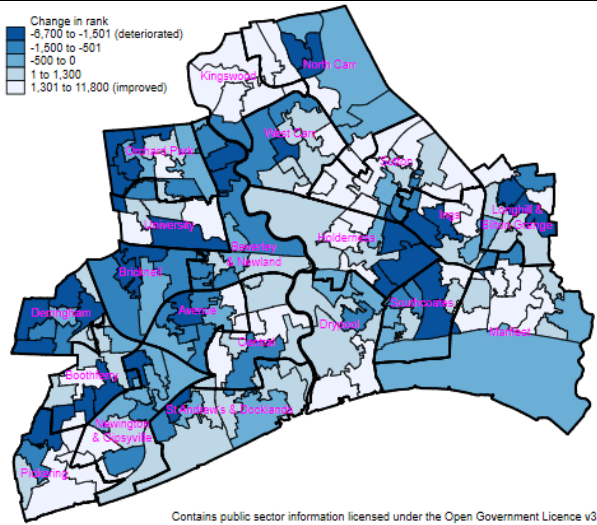 Change in rank
-6,700 to -1,501 (deteriorated)
-1,500 to -501
-500 to 0
1 to 1,300
1,301 to 11,800 (improved)
North Carr
Kingswood
West Carr
Orchard Park
Sutton
Longhill &
Bilton Grange
Ings
University
Holderness
Beverley
& Newland
Bricknell
Derringham
Avenue
Southcoates
Drypool
Marfleet
Central
Boothferry
St Andrew's & Docklands
Newington
& Gipsyville
Pickering
Contains public sector information licensed under the Open Government Licence v3